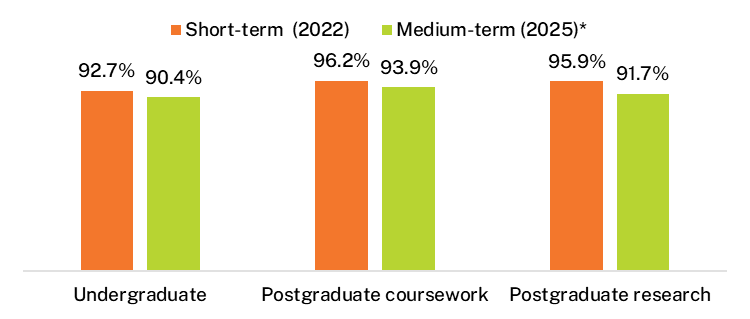 Short-term (2022) Medium-term (2025)*
92.7% 90.4% 96.2% 93.9% 95.9% 91.7%
Undergraduate Postgraduate coursework Postgraduate research